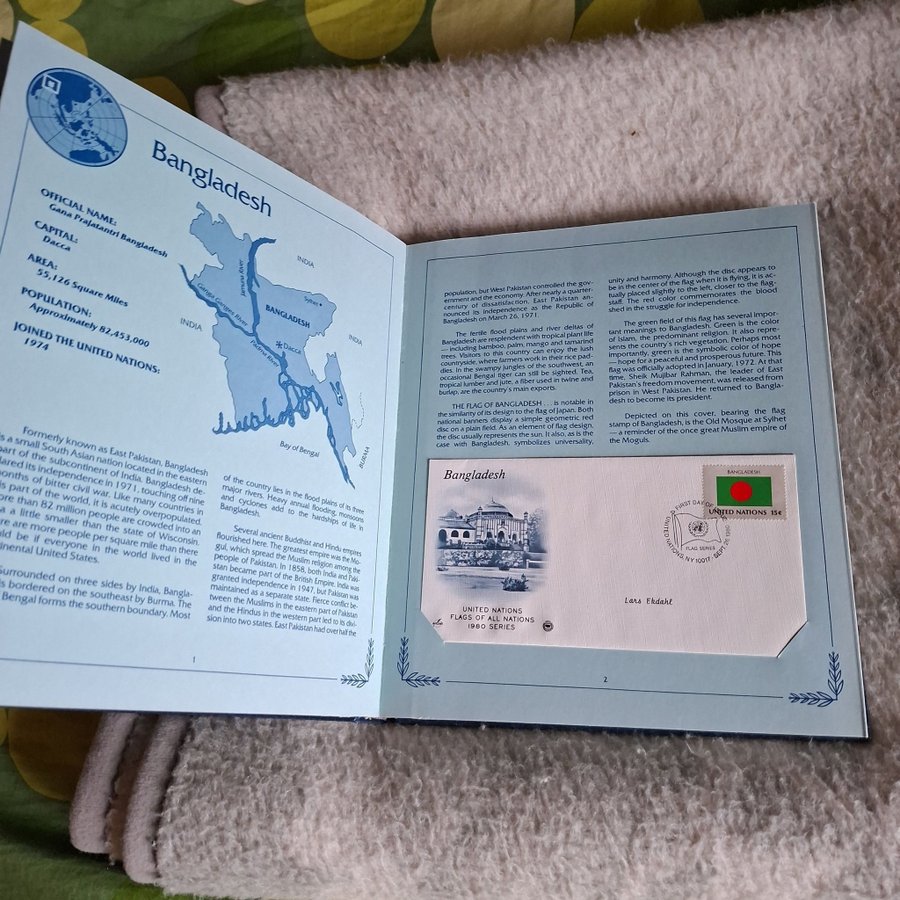 Bangladesh
OFFICIAL NAME:
Gana Prajatantri Bangladesh
CAPITAL:
Dacca
AREA:
55,126 Square Miles
POPULATION:
Approximately 82,453,000
JOINED THE UNITED NATIONS:
1974
INDIA
Jamuna River
Sylhet
Ganga Ganges River
BANGLADESH
INDIA
INDIA
Dacca
Padma River
Bay of Bengal
BURMA
Formerly known as East Pakistan, Bangladesh
is a small South Asian nation located in the eastern
part of the subcontinent of India. Bangladesh de-
clared its independence in 1971, touching off nine
months of bitter civil war. Like many countries in
this part of the world, it is acutely overpopulated.
more than 82 million people are crowded into an
a little smaller than the state of Wisconsin.
ere are more people per square mile than there
uld be if everyone in the world lived in the
ntinental United States.
Surrounded on three sides by India, Bangla-
is bordered on the southeast by Burma. The
Bengal forms the southern boundary. Most
of the country lies in the flood plains of its three
major rivers. Heavy annual flooding, monsoons
and cyclones add to the hardships of life in
Bangladesh.
Several ancient Buddhist and Hindu empires
flourished here. The greatest empire was the Mo-
gul, which spread the Muslim religion among the
people of Pakistan. In 1858, both India and Paki-
stan became part of the British Empire. India was
granted independence in 1947, but Pakistan was
maintained as a separate state. Fierce conflict be-
tween the Muslims in the eastern part of Pakistan
and the Hindus in the western part led to its divi-
sion into two states. East Pakistan had over half the
1
population, but West Pakistan controlled the gov-
ernment and the economy. After nearly a quarter-
century of dissatisfaction, East Pakistan an-
nounced its independence as the Republic of
Bangladesh on March 26, 1971.
The fertile flood plains and river deltas of
Bangladesh are resplendent with tropical plant life
— including bamboo, palm, mango and tamarind
trees. Visitors to this country can enjoy the lush
countryside, where farmers work in their rice pad-
dies. In the swampy jungles of the southwest, an
occasional Bengal tiger can still be sighted. Tea,
tropical lumber and jute, a fiber used in twine and
burlap, are the country's main exports.
THE FLAG OF BANGLADESH . . . is notable in
the similarity of its design to the flag of Japan. Both
national banners display a simple geometric red
disc on a plain field. As an element of flag design,
the disc usually represents the sun. It also, as is the
case with Bangladesh, symbolizes universality,
unity and harmony. Although the disc appears to
be in the center of the flag when it is flying, it is ac-
tually placed slightly to the left, closer to the flag-
staff. The red color commemorates the blood
shed in the struggle for independence.
The green field of this flag has several impor-
tant meanings to Bangladesh. Green is the color
of Islam, the predominant religion. It also repre-
sents the country's rich vegetation. Perhaps most
importantly, green is the symbolic color of hope
— hope for a peaceful and prosperous future. This
flag was officially adopted in January, 1972. At that
time, Sheik Mujibar Rahman, the leader of East
Pakistan's freedom movement, was released from
prison in West Pakistan. He returned to Bangla-
desh to become its president.
Depicted on this cover, bearing the flag
stamp of Bangladesh, is the Old Mosque at Sylhet
— a reminder of the once great Muslim empire of
the Moguls.
Bangladesh
BANGLADESH
UNITED NATIONS 15¢
FIRST DAY OF ISSUE
FLAG SERIES
UNITED NATIONS, NY 10017 SEPT. 26, 1980
Lars Ekdahl
UNITED NATIONS
FLAGS OF ALL NATIONS
1980 SERIES
2